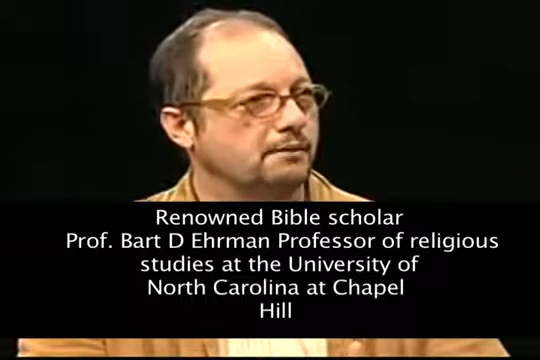 Renowned Bible scholar
Prof. Bart D Ehrman Professor of religious
studies at the University of
North Carolina at Chapel
Hill